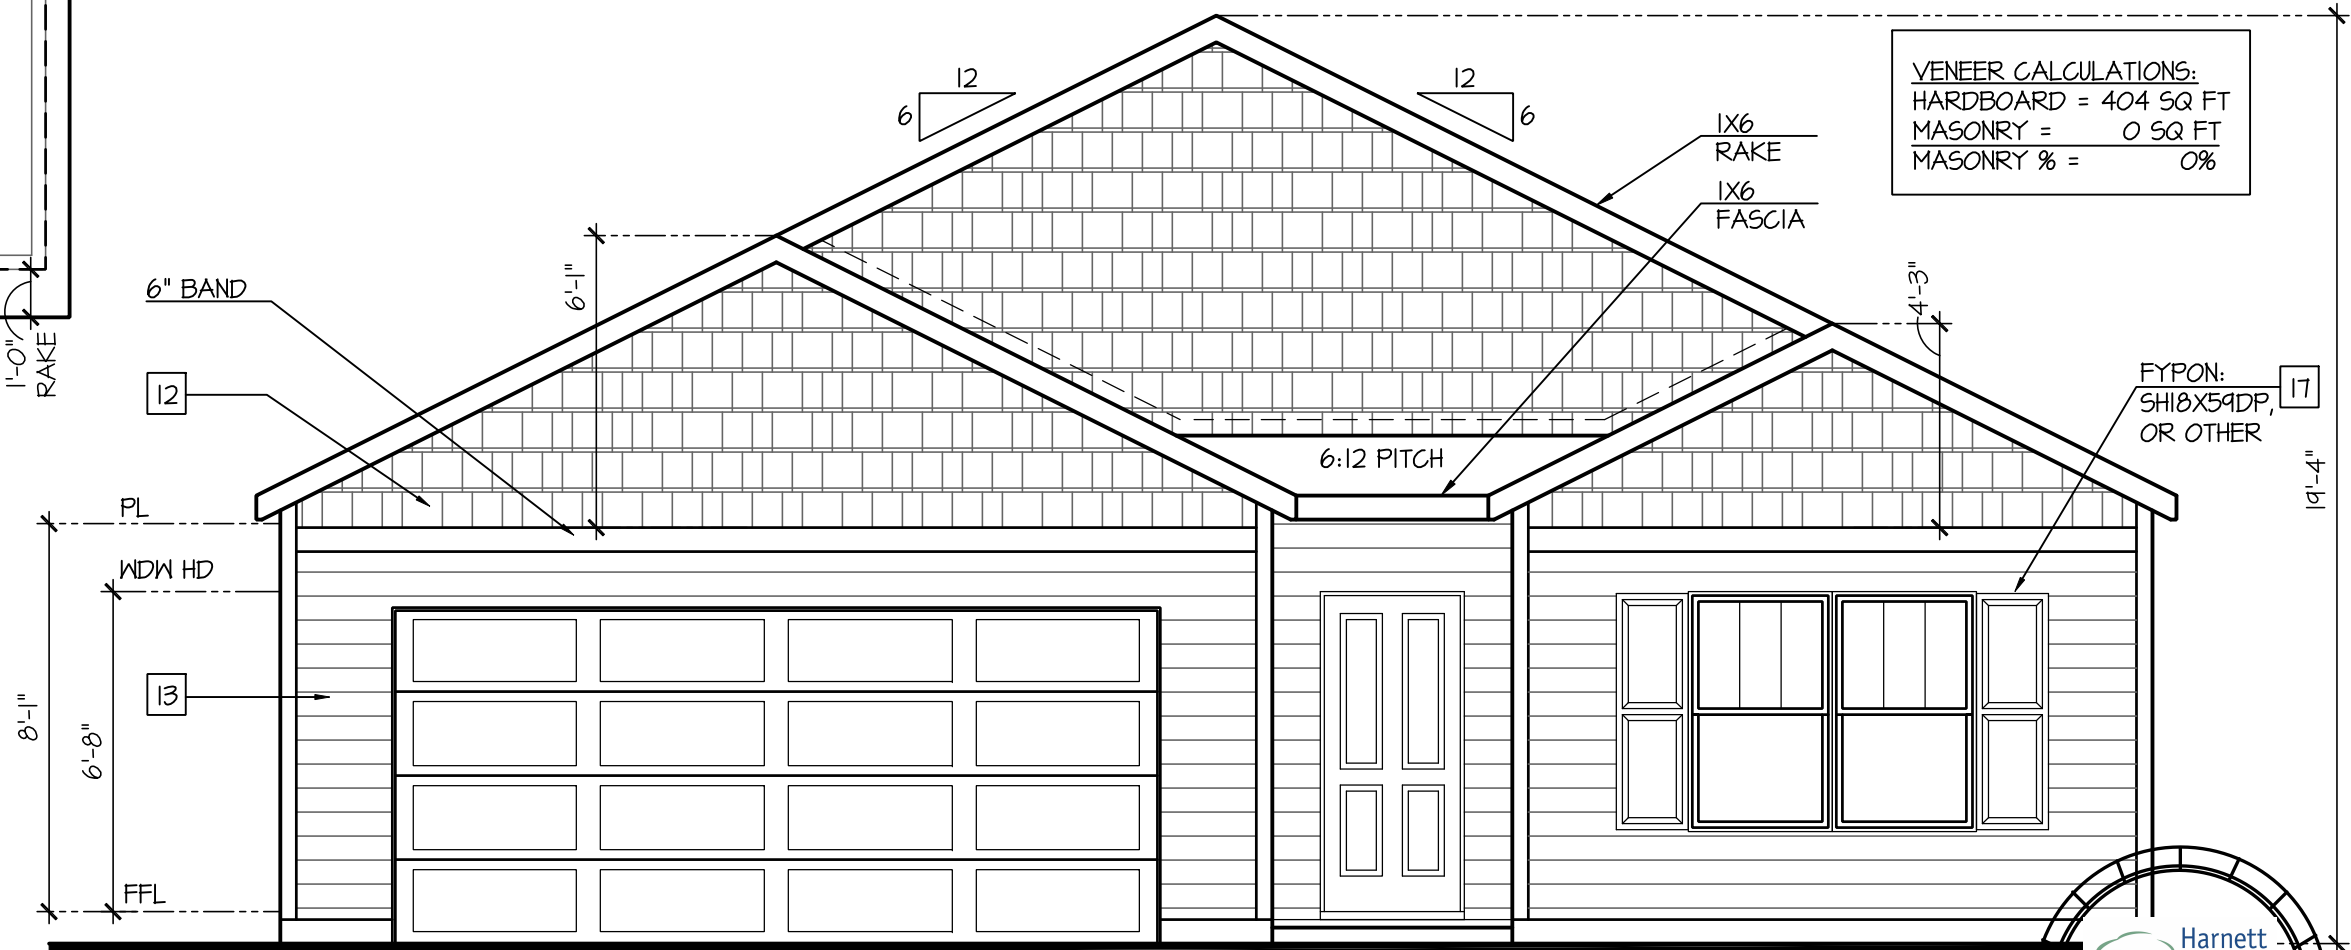 12
6
12
6
VENEER CALCULATIONS:
HARDBOARD = 404 SQ FT
MASONRY = 0 SQ FT
MASONRY % = 0%
1X6
RAKE
1X6
FASCIA
6'-1"
4'-3"
6" BAND
1'-0"
RAKE
12
FYPON:
SH18X59DP,
OR OTHER
17
6:12 PITCH
19'-4"
PL
WDW HD
13
8'-1"
6'-8"
FFL
Harnett